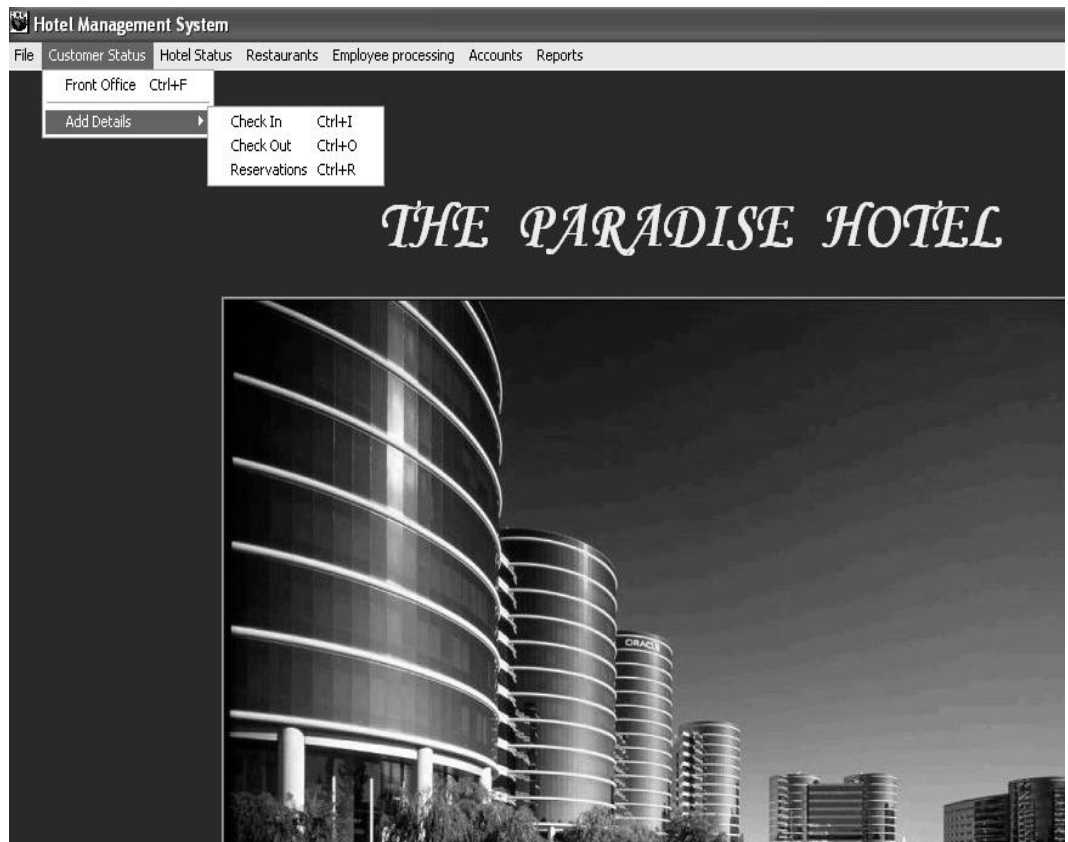 Hotel Management System
File Customer Status Hotel Status Restaurants Employee processing Accounts Reports
Front Office Ctrl+F
Add Details
Check In Ctrl+I
Check Out Ctrl+O
Reservations Ctrl+R
THE PARADISE HOTEL
ORACLE